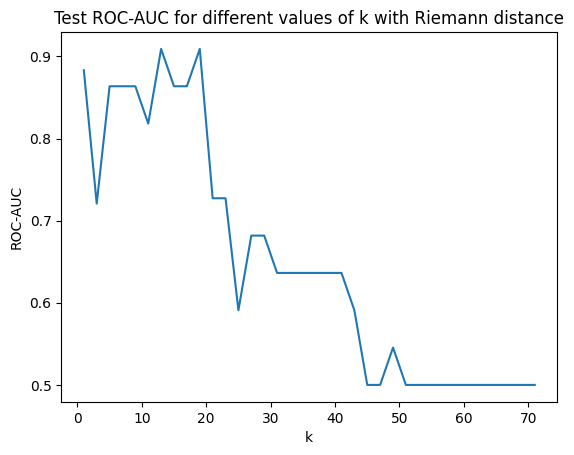 Test ROC-AUC for different values of k with Riemann distance
0.9
0.8
0.7
0.6
0.5
ROC-AUC
0 10 20 30 40 50 60 70
k